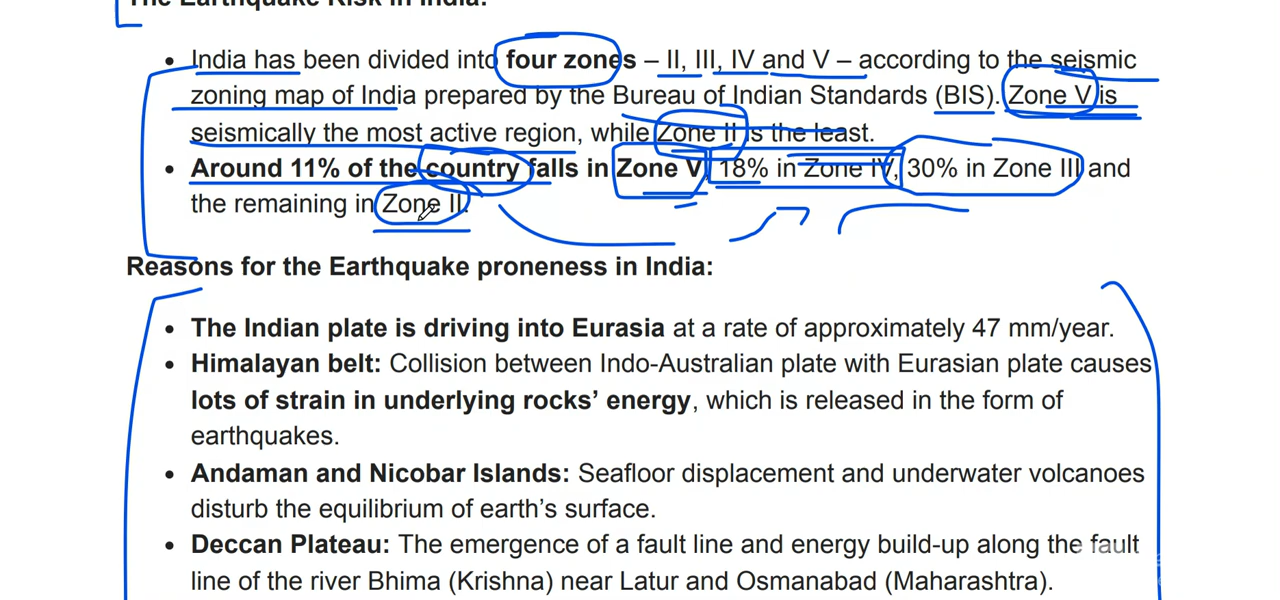 The Earthquake Risk in India:
• India has been divided into four zones – II, III, IV and V – according to the seismic
zoning map of India prepared by the Bureau of Indian Standards (BIS). Zone V is
seismically the most active region, while Zone II is the least.
• Around 11% of the country falls in Zone V, 18% in Zone IV, 30% in Zone III and
the remaining in Zone II.
Reasons for the Earthquake proneness in India:
• The Indian plate is driving into Eurasia at a rate of approximately 47 mm/year.
• Himalayan belt: Collision between Indo-Australian plate with Eurasian plate causes
lots of strain in underlying rocks’ energy, which is released in the form of
earthquakes.
• Andaman and Nicobar Islands: Seafloor displacement and underwater volcanoes
disturb the equilibrium of earth’s surface.
• Deccan Plateau: The emergence of a fault line and energy build-up along the fault
line of the river Bhima (Krishna) near Latur and Osmanabad (Maharashtra).